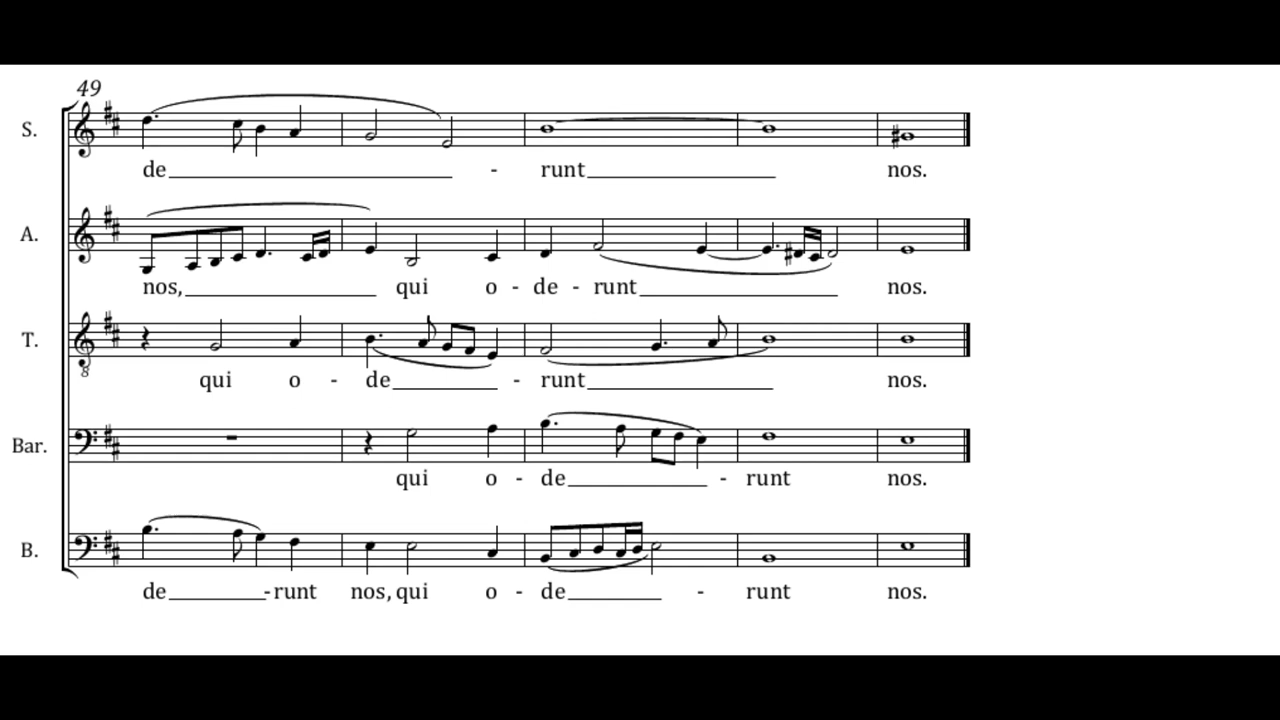 49
S.
de - runt nos.
A.
nos, qui o - de - runt nos.
T.
8
qui o - de - runt nos.
Bar.
qui o - de - runt nos.
B.
de - runt nos, qui o - de - runt nos.